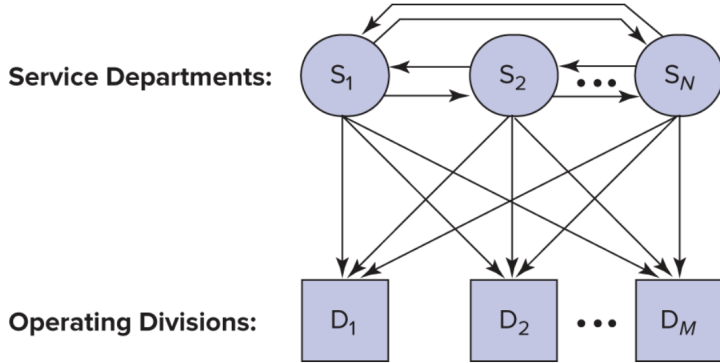 Service Departments: S1 S2 ••• SN
Operating Divisions: D1 D2 ••• DM